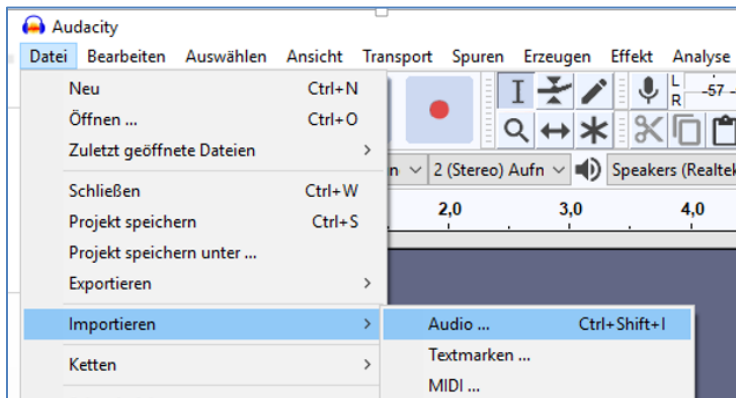 Audacity
Datei Bearbeiten Auswählen Ansicht Transport Spuren Erzeugen Effekt Analyse
Neu Ctrl+N
Öffnen ... Ctrl+O
Zuletzt geöffnete Dateien
Schließen Ctrl+W
Projekt speichern Ctrl+S
Projekt speichern unter ...
Exportieren
Importieren
Ketten
L
R -57 -
n 2 (Stereo) Aufn Speakers (Realtek
2,0 3,0 4,0
Audio ... Ctrl+Shift+I
Textmarken ...
MIDI ...